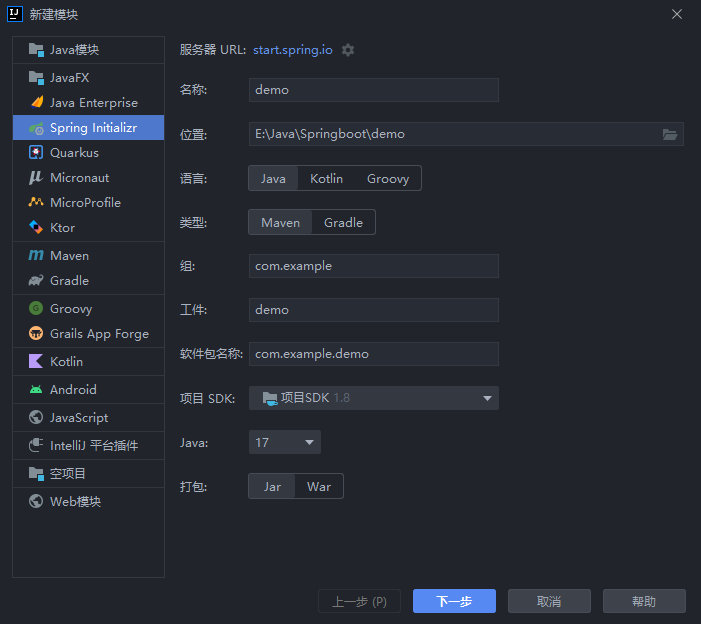 新建模块
Java模块
JavaFX
Java Enterprise
Spring Initializr
Quarkus
Micronaut
MicroProfile
Ktor
Maven
Gradle
Groovy
Grails App Forge
Kotlin
Android
JavaScript
IntelliJ 平台插件
空项目
Web模块
服务器 URL: start.spring.io
名称: demo
位置: E:\Java\Springboot\demo
语言: Java Kotlin Groovy
类型: Maven Gradle
组: com.example
工件: demo
软件包名称: com.example.demo
项目 SDK: 项目SDK 1.8
Java: 17
打包: Jar War
上一步 (P) 下一步 取消 帮助